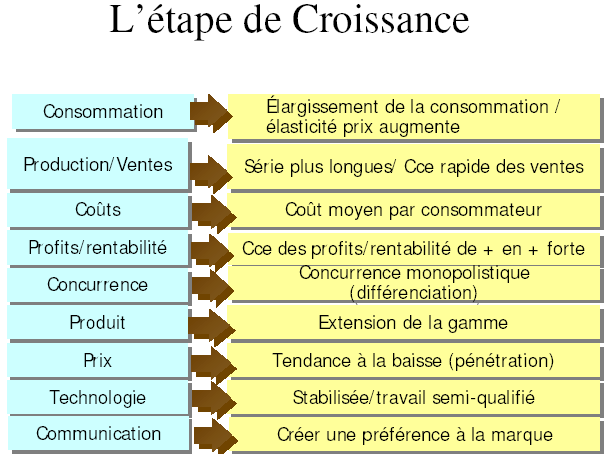 L'étape de Croissance
Consommation
Élargissement de la consommation /
élasticité prix augmente
Production/Ventes
Série plus longues/ Cce rapide des ventes
Coûts
Coût moyen par consommateur
Profits/rentabilité
Cce des profits/rentabilité de + en + forte
Concurrence
Concurrence monopolistique
(différenciation)
Produit
Extension de la gamme
Prix
Tendance à la baisse (pénétration)
Technologie
Stabilisée/travail semi-qualifié
Communication
Créer une préférence à la marque